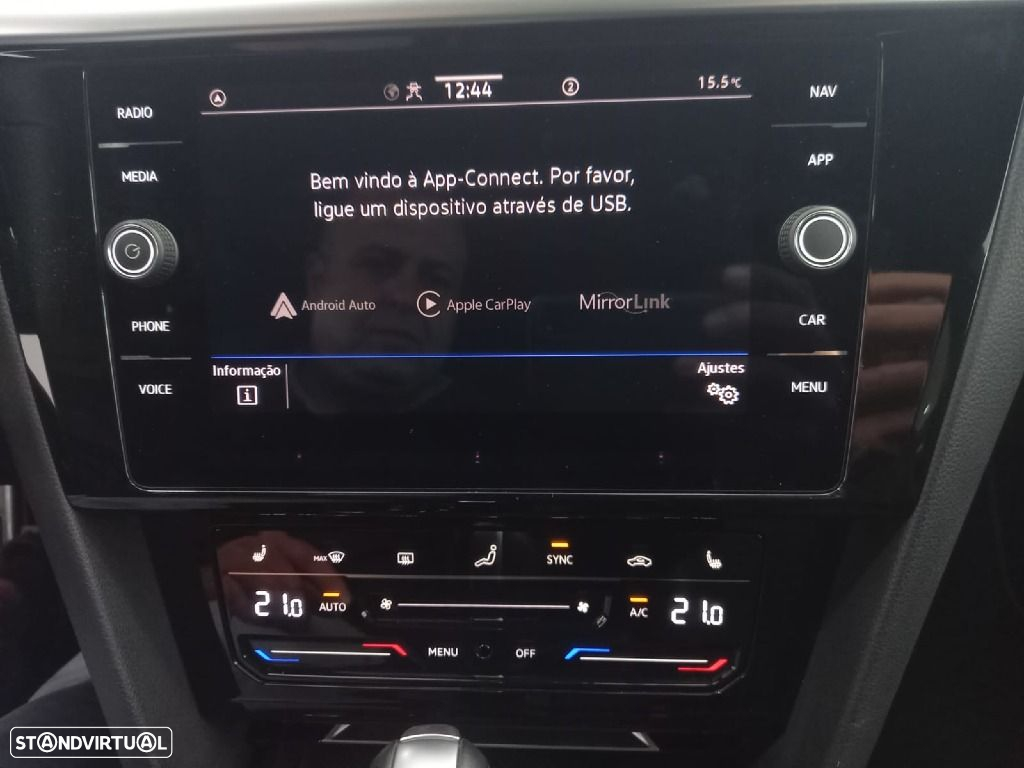 12:44
2
15.5°C
RADIO
MEDIA
PHONE
VOICE
NAV
APP
CAR
MENU
Bem vindo à App-Connect. Por favor,
ligue um dispositivo através de USB.
Android Auto
Apple CarPlay
MirrorLink
Informação
i
Ajustes
MAX
SYNC
21.0
AUTO
A/C
21.0
MENU
OFF
STANDVIRTUAL